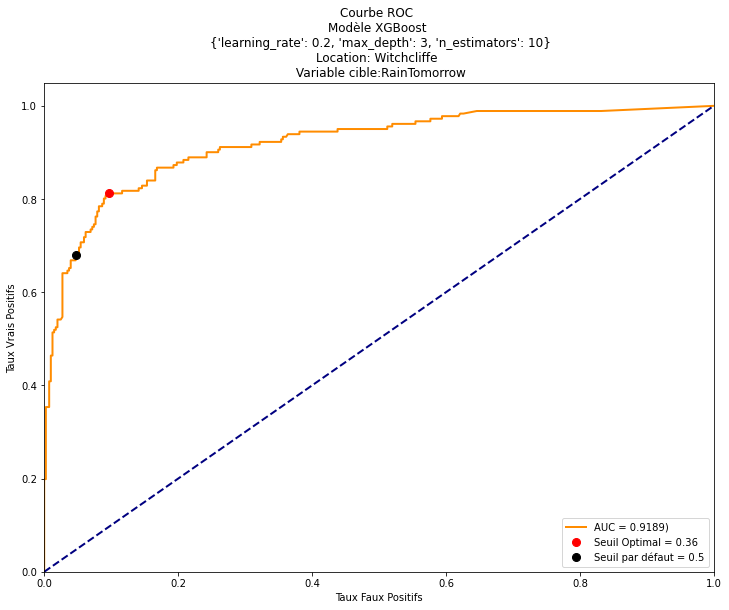 Courbe ROC
Modèle XGBoost
{'learning_rate': 0.2, 'max_depth': 3, 'n_estimators': 10}
Location: Witchcliffe
Variable cible:RainTomorrow
Taux Vrais Positifs
1.0
0.8
0.6
0.4
0.2
0.0
0.0 0.2 0.4 0.6 0.8 1.0
Taux Faux Positifs
AUC = 0.9189)
Seuil Optimal = 0.36
Seuil par défaut = 0.5